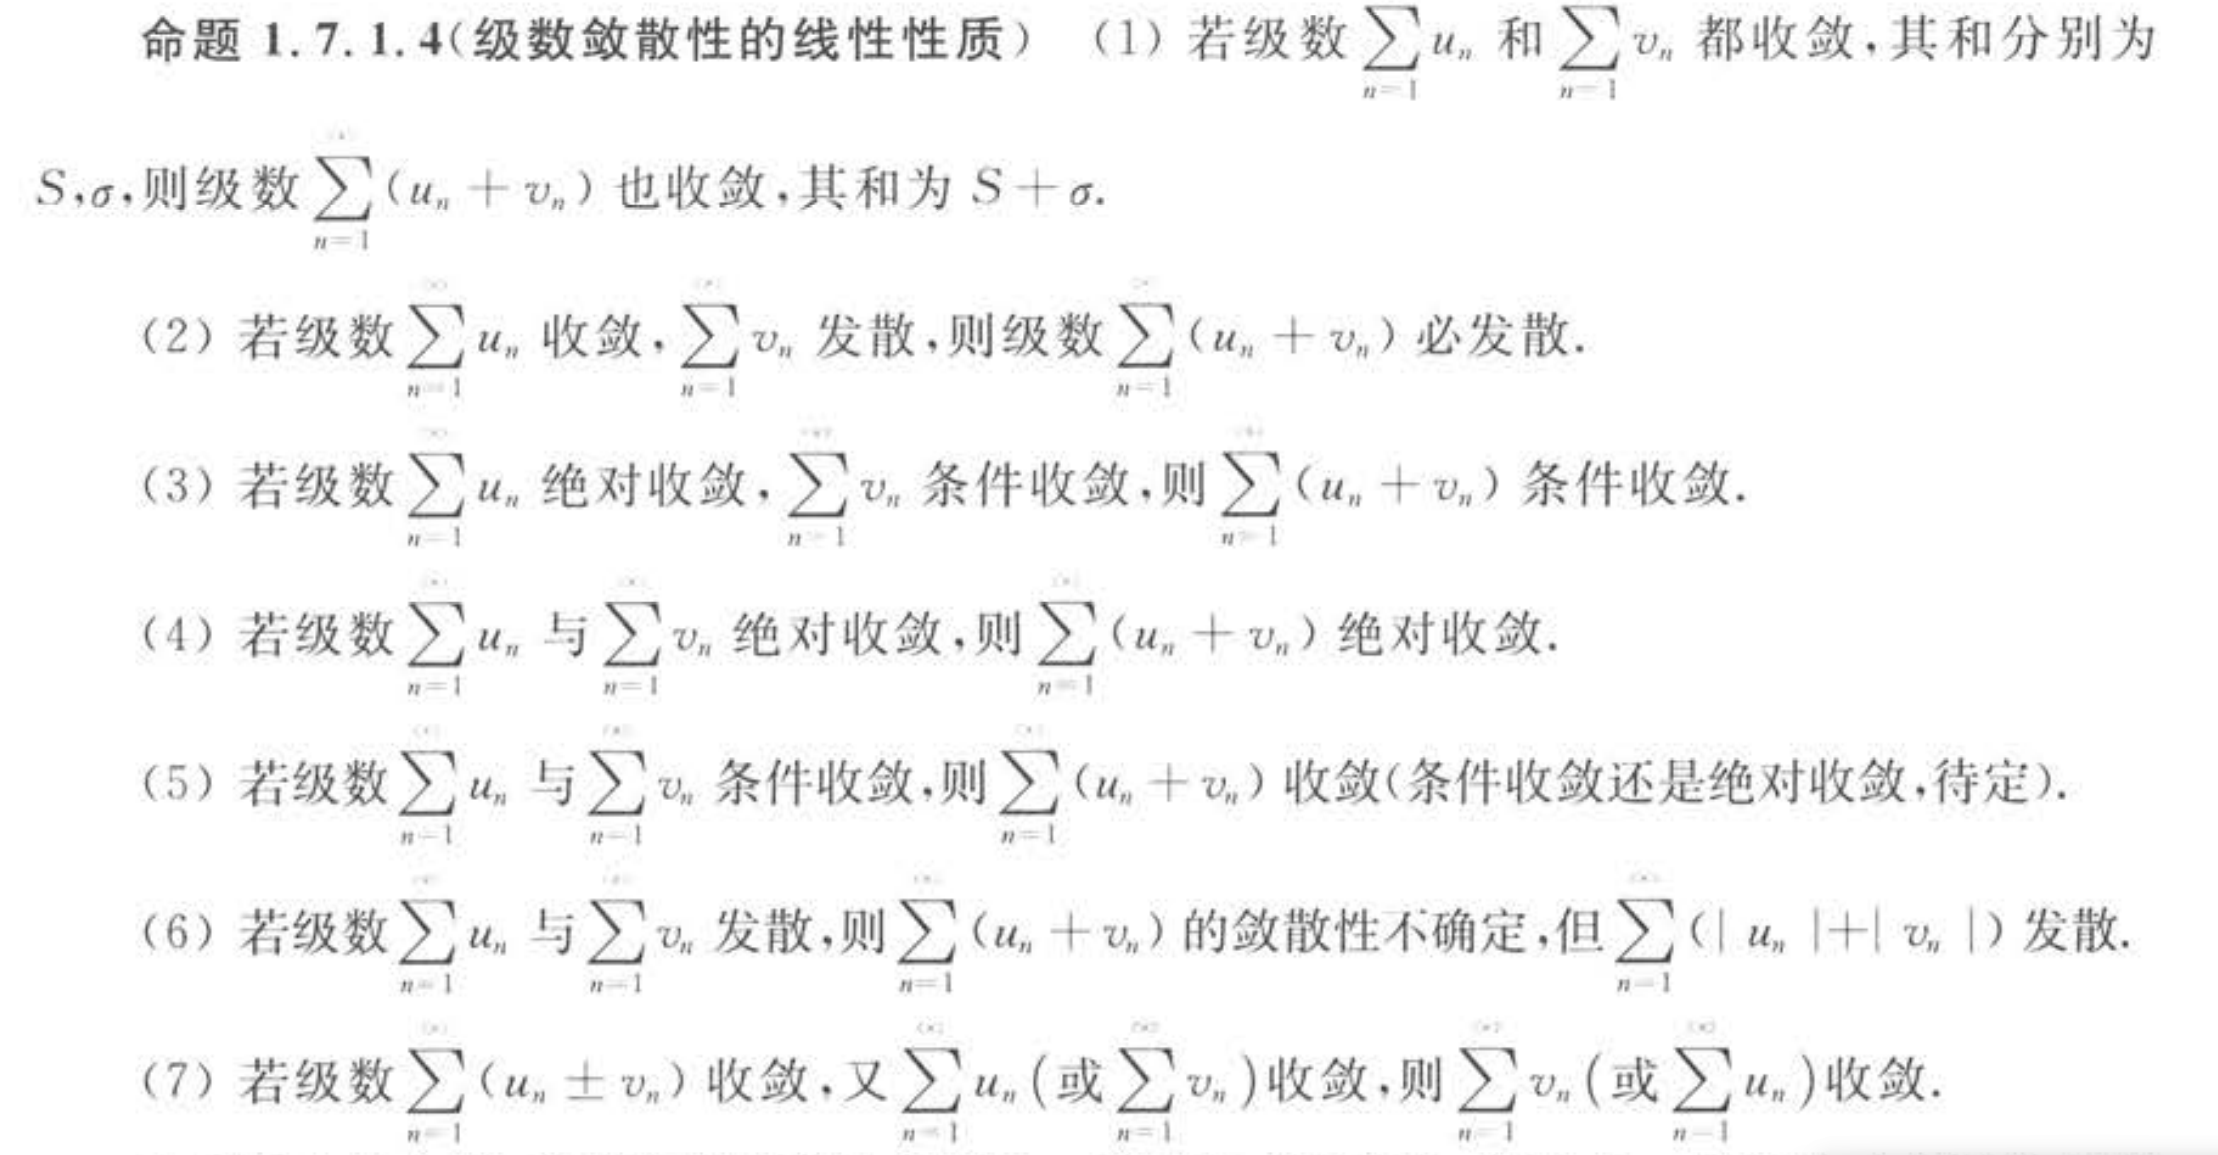 命题 1.7.1.4(级数敛散性的线性性质) (1) 若级数 $\sum_{n=1} u_n$ 和 $\sum_{n=1} v_n$ 都收敛,其和分别为
S,σ,则级数 $\sum_{n=1}^{\infty}(u_n + v_n)$ 也收敛,其和为 S+σ.
(2) 若级数 $\sum_{n=1}^{\infty} u_n$ 收敛, $\sum_{n=1}^{\infty} v_n$ 发散,则级数 $\sum_{n=1}^{\infty}(u_n + v_n)$ 必发散.
(3) 若级数 $\sum_{n=1}^{\infty} u_n$ 绝对收敛, $\sum_{n=1}^{\infty} v_n$ 条件收敛,则 $\sum_{n=1}^{\infty}(u_n + v_n)$ 条件收敛.
(4) 若级数 $\sum_{n=1}^{\infty} u_n$ 与 $\sum_{n=1}^{\infty} v_n$ 绝对收敛,则 $\sum_{n=1}^{\infty}(u_n + v_n)$ 绝对收敛.
(5) 若级数 $\sum_{n=1}^{\infty} u_n$ 与 $\sum_{n=1}^{\infty} v_n$ 条件收敛,则 $\sum_{n=1}^{\infty}(u_n + v_n)$ 收敛(条件收敛还是绝对收敛,待定).
(6) 若级数 $\sum_{n=1}^{\infty} u_n$ 与 $\sum_{n=1}^{\infty} v_n$ 发散,则 $\sum_{n=1}^{\infty}(u_n + v_n)$ 的敛散性不确定,但 $\sum_{n=1}^{\infty}(|u_n|+|v_n|)$ 发散.
(7) 若级数 $\sum_{n=1}^{\infty}(u_n \pm v_n)$ 收敛,又 $\sum_{n=1}^{\infty} u_n$ (或 $\sum_{n=1}^{\infty} v_n$ )收敛,则 $\sum_{n=1}^{\infty} v_n$ (或 $\sum_{n=1}^{\infty} u_n$ )收敛.